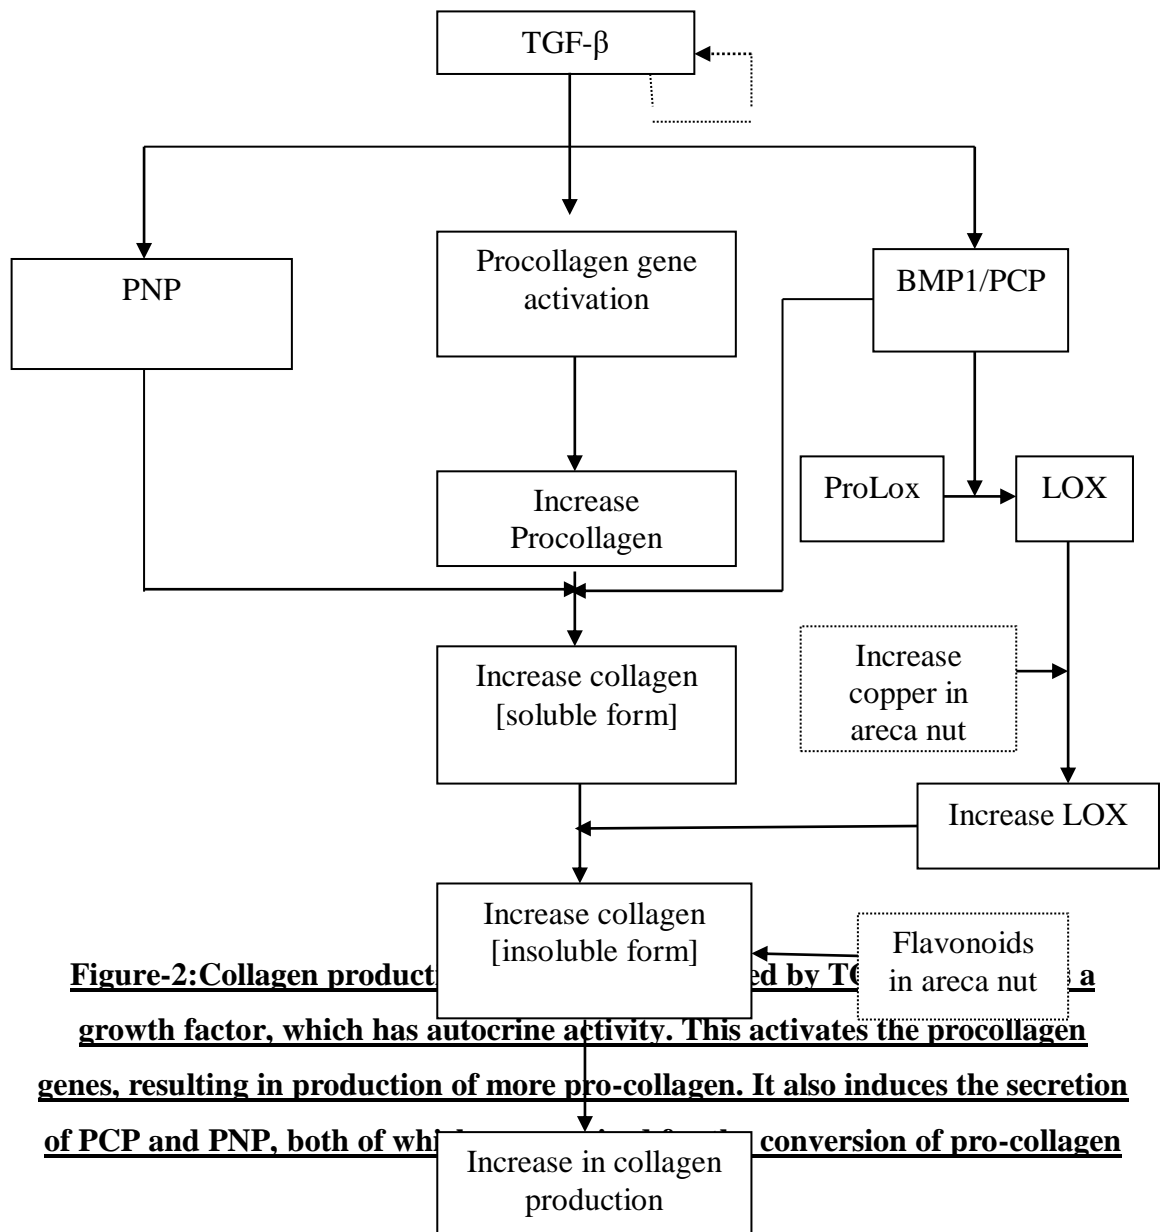 TGF-β
PNP
Procollagen gene
activation
BMP1/PCP
Increase
Procollagen
ProLox
LOX
Increase collagen
[soluble form]
Increase
copper in
areca nut
Increase LOX
Increase collagen
[insoluble form]
Flavonoids
in areca nut
Figure-2:Collagen ed by a
growth factor, which has autocrine activity. This activates the procollagen
genes, resulting in production of more pro-collagen. It also induces the secretion
of PCP and PNP, both of conversion of pro-collagen
Increase in collagen
production